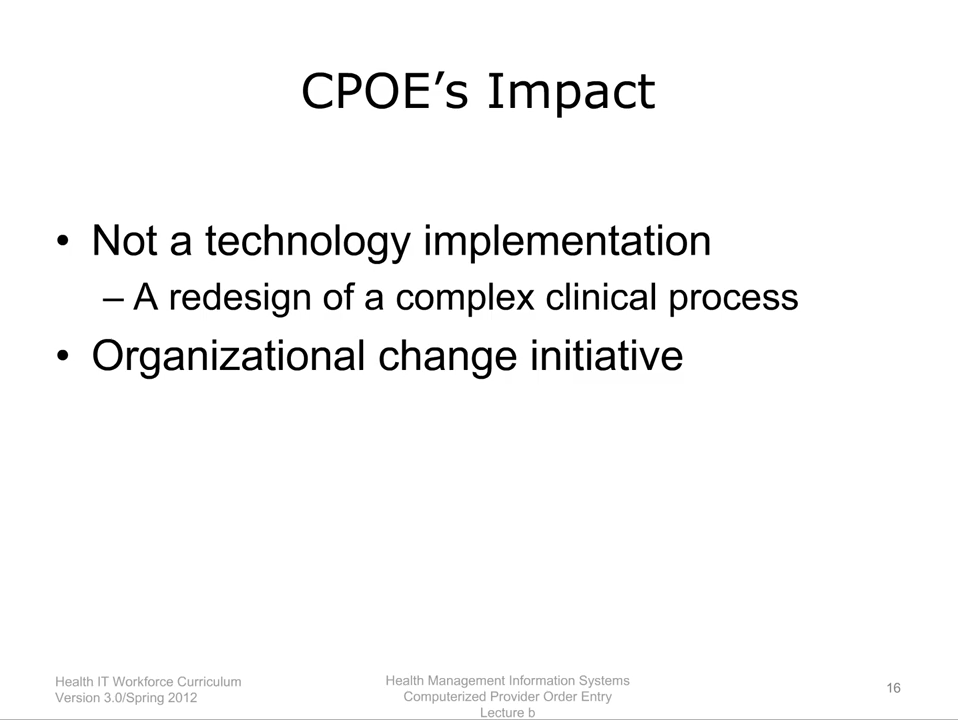 CPOE’s Impact
• Not a technology implementation
– A redesign of a complex clinical process
• Organizational change initiative
Health IT Workforce Curriculum
Version 3.0/Spring 2012
Health Management Information Systems
Computerized Provider Order Entry
Lecture b
16